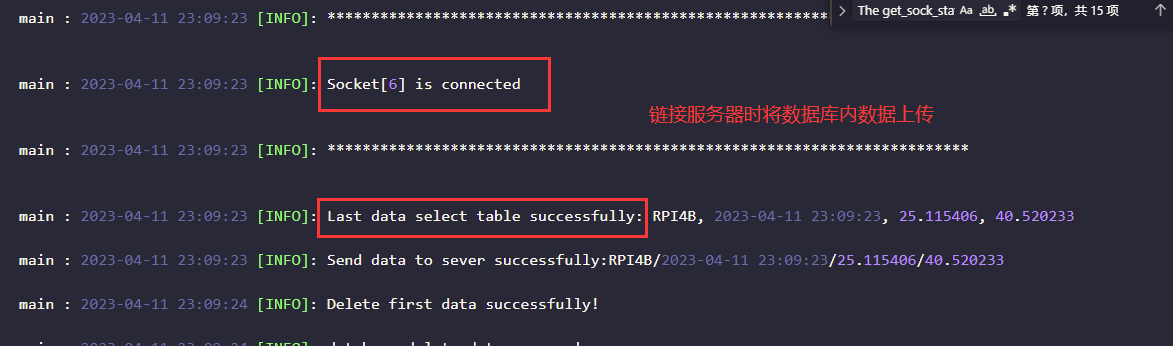 main : 2023-04-11 23:09:23 [INFO]: *********************************************************
The get_sock_sta Aa ab .* 第 ? 项，共 15 项
main : 2023-04-11 23:09:23 [INFO]: Socket[6] is connected
链接服务器时将数据库内数据上传
main : 2023-04-11 23:09:23 [INFO]: *************************************************************************
main : 2023-04-11 23:09:23 [INFO]: Last data select table successfully: RPI4B, 2023-04-11 23:09:23, 25.115406, 40.520233
main : 2023-04-11 23:09:23 [INFO]: Send data to sever successfully:RPI4B/2023-04-11 23:09:23/25.115406/40.520233
main : 2023-04-11 23:09:24 [INFO]: Delete first data successfully!